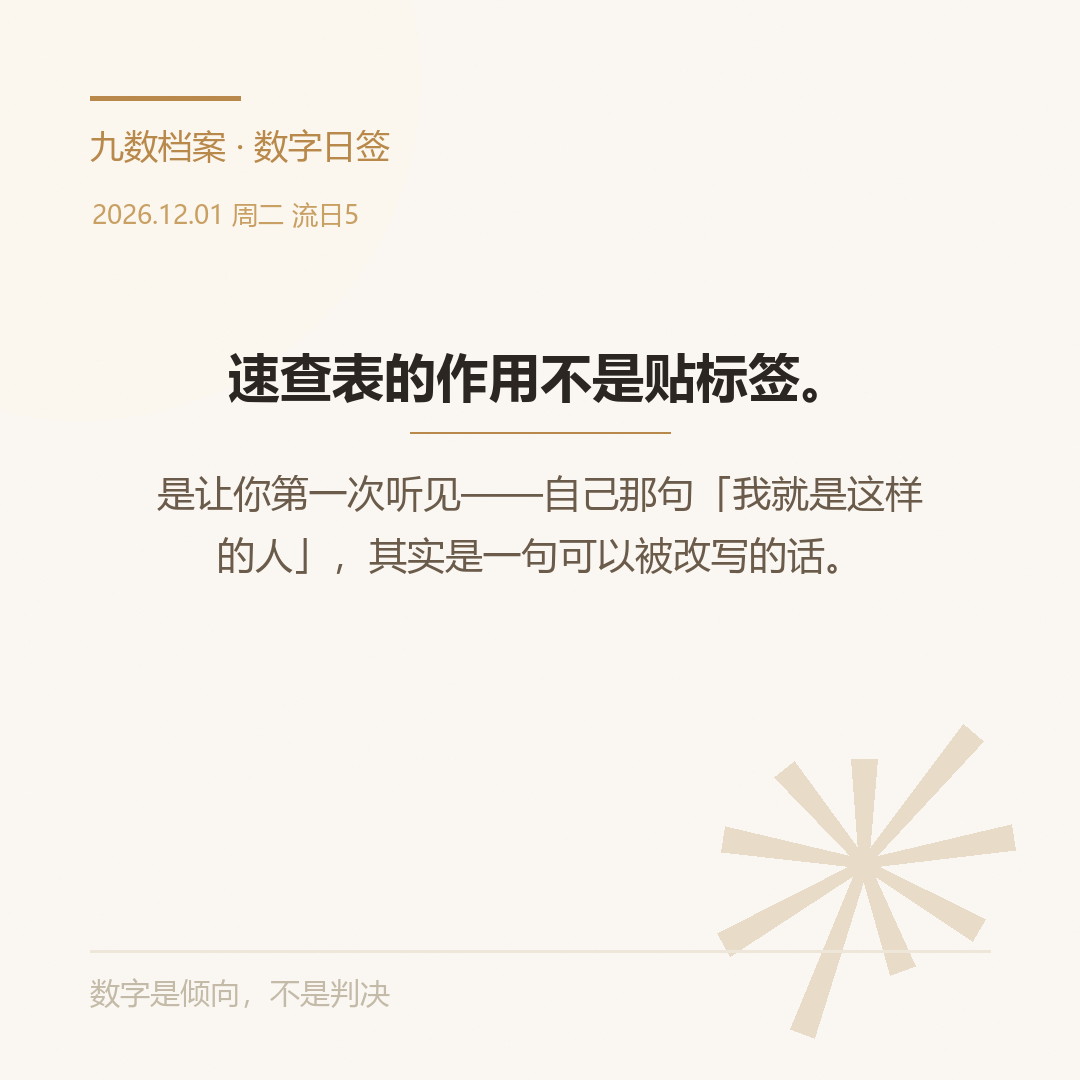 九数档案 · 数字日签
2026.12.01 周二 流日5
速查表的作用不是贴标签。
是让你第一次听见——自己那句「我就是这样
的人」，其实是一句可以被改写的话。
数字是倾向，不是判决